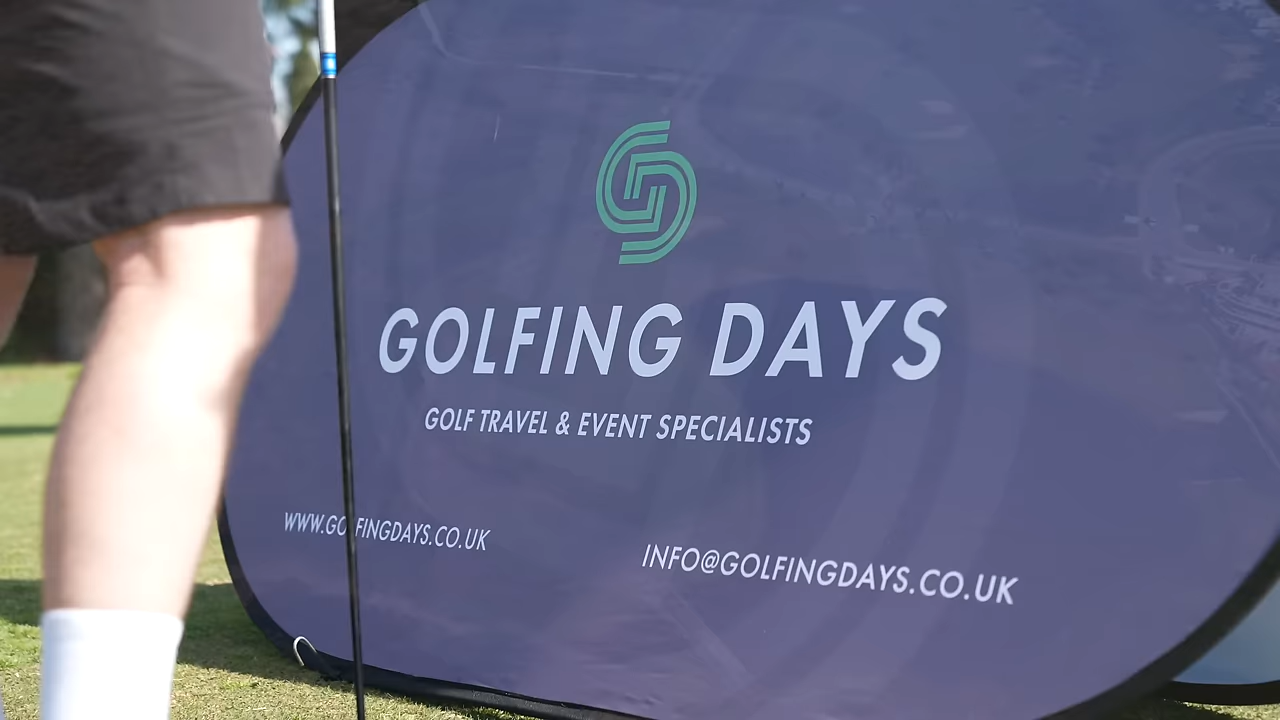 GOLFING DAYS
GOLF TRAVEL & EVENT SPECIALISTS
WWW.GOLFINGDAYS.CO.UK
INFO@GOLFINGDAYS.CO.UK